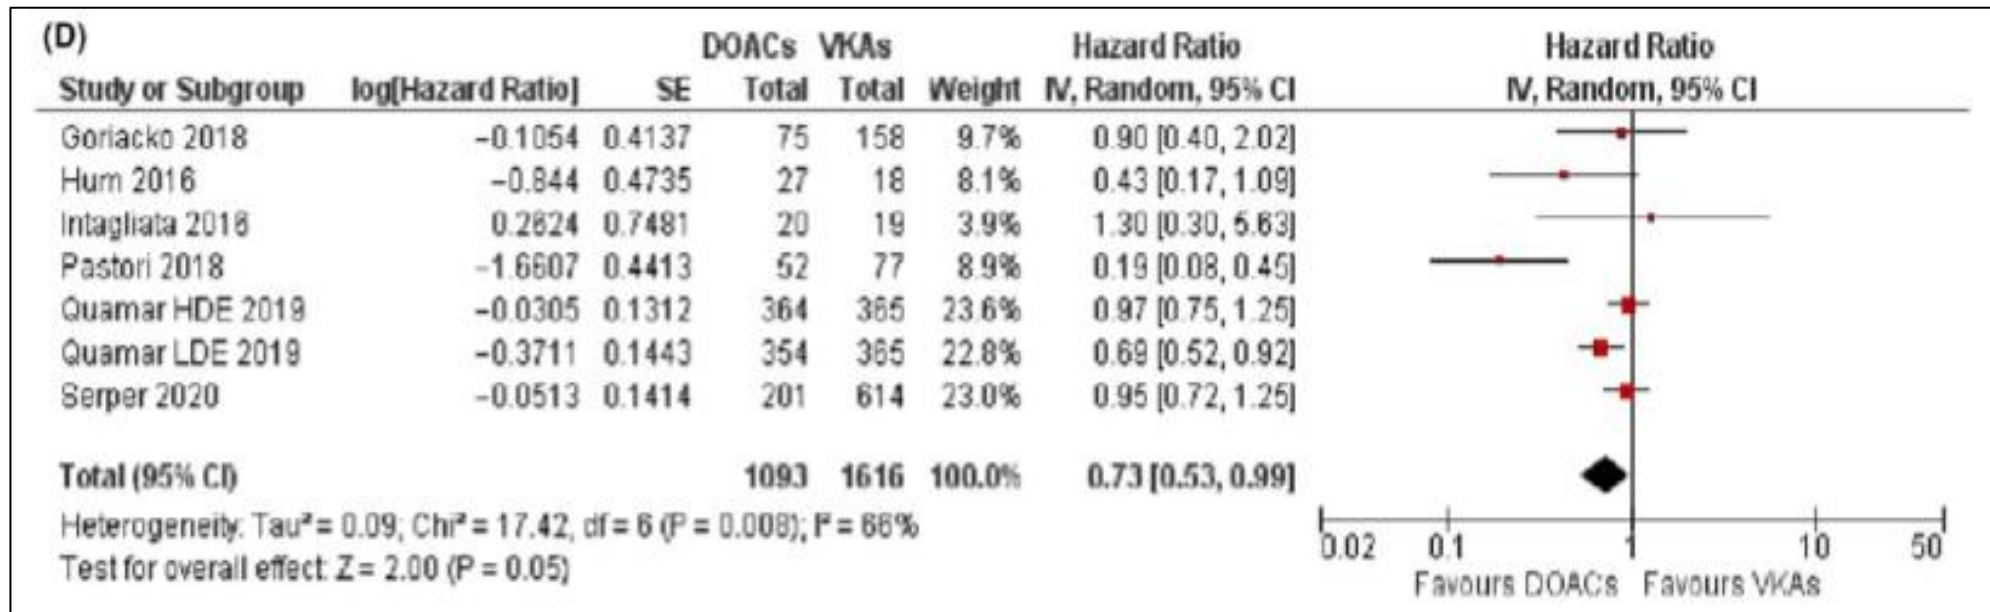 (D)
DOACs VKAs Hazard Ratio Hazard Ratio
Study or Subgroup log[Hazard Ratio] SE Total Total Weight IV, Random, 95% CI IV, Random, 95% CI
Goriacko 2018 −0.1054 0.4137 75 158 9.7% 0.90 [0.40, 2.02]
Hum 2016 −0.844 0.4735 27 18 8.1% 0.43 [0.17, 1.09]
Intagliata 2016 0.2624 0.7481 20 19 3.9% 1.30 [0.30, 5.63]
Pastori 2018 −1.6607 0.4413 52 77 8.9% 0.19 [0.08, 0.45]
Quamar HDE 2019 −0.0305 0.1312 364 365 23.6% 0.97 [0.75, 1.25]
Quamar LDE 2019 −0.3711 0.1443 354 365 22.8% 0.69 [0.52, 0.92]
Serper 2020 −0.0513 0.1414 201 614 23.0% 0.95 [0.72, 1.25]
Total (95% CI) 1093 1616 100.0% 0.73 [0.53, 0.99]
Heterogeneity: Tau² = 0.09; Chi² = 17.42, df = 6 (P = 0.008); I² = 66%
Test for overall effect: Z = 2.00 (P = 0.05)
0.02 0.1 1 10 50
Favours DOACs Favours VKAs